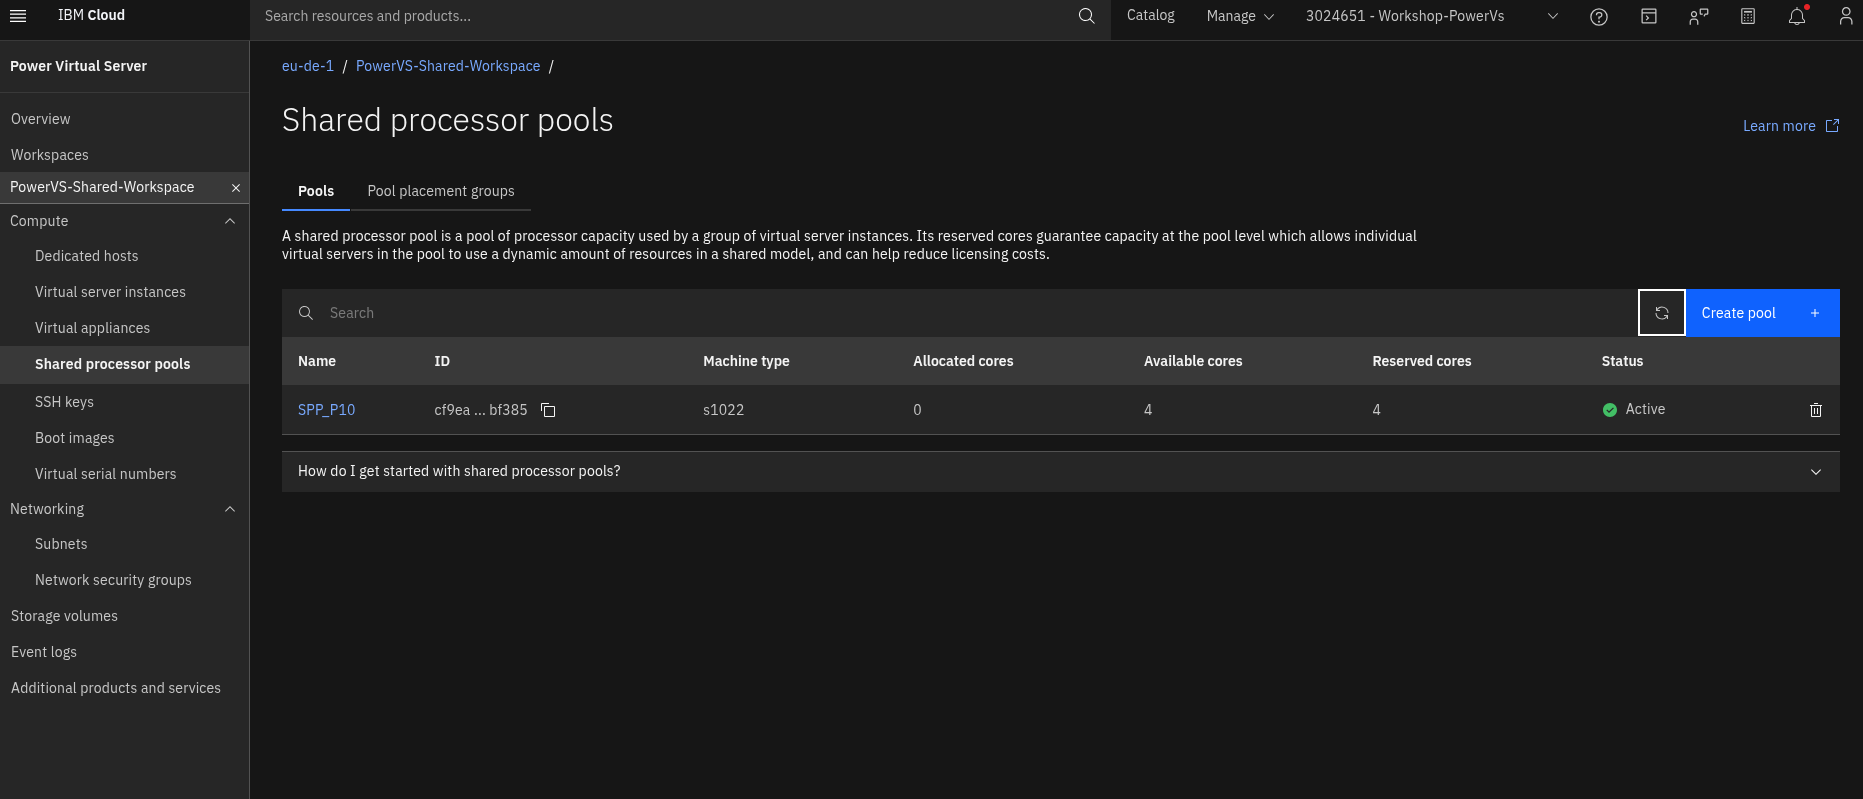 IBM Cloud
Search resources and products...
Catalog
Manage
3024651 - Workshop-PowerVs
Power Virtual Server
Overview
Workspaces
PowerVS-Shared-Workspace
Compute
Dedicated hosts
Virtual server instances
Virtual appliances
Shared processor pools
SSH keys
Boot images
Virtual serial numbers
Networking
Subnets
Network security groups
Storage volumes
Event logs
Additional products and services
eu-de-1 / PowerVS-Shared-Workspace /
Shared processor pools
Learn more
Pools Pool placement groups
A shared processor pool is a pool of processor capacity used by a group of virtual server instances. Its reserved cores guarantee capacity at the pool level which allows individual
virtual servers in the pool to use a dynamic amount of resources in a shared model, and can help reduce licensing costs.
Search
Create pool +
Name ID Machine type Allocated cores Available cores Reserved cores Status
SPP_P10 cf9ea ... bf385 s1022 0 4 4 Active
How do I get started with shared processor pools?